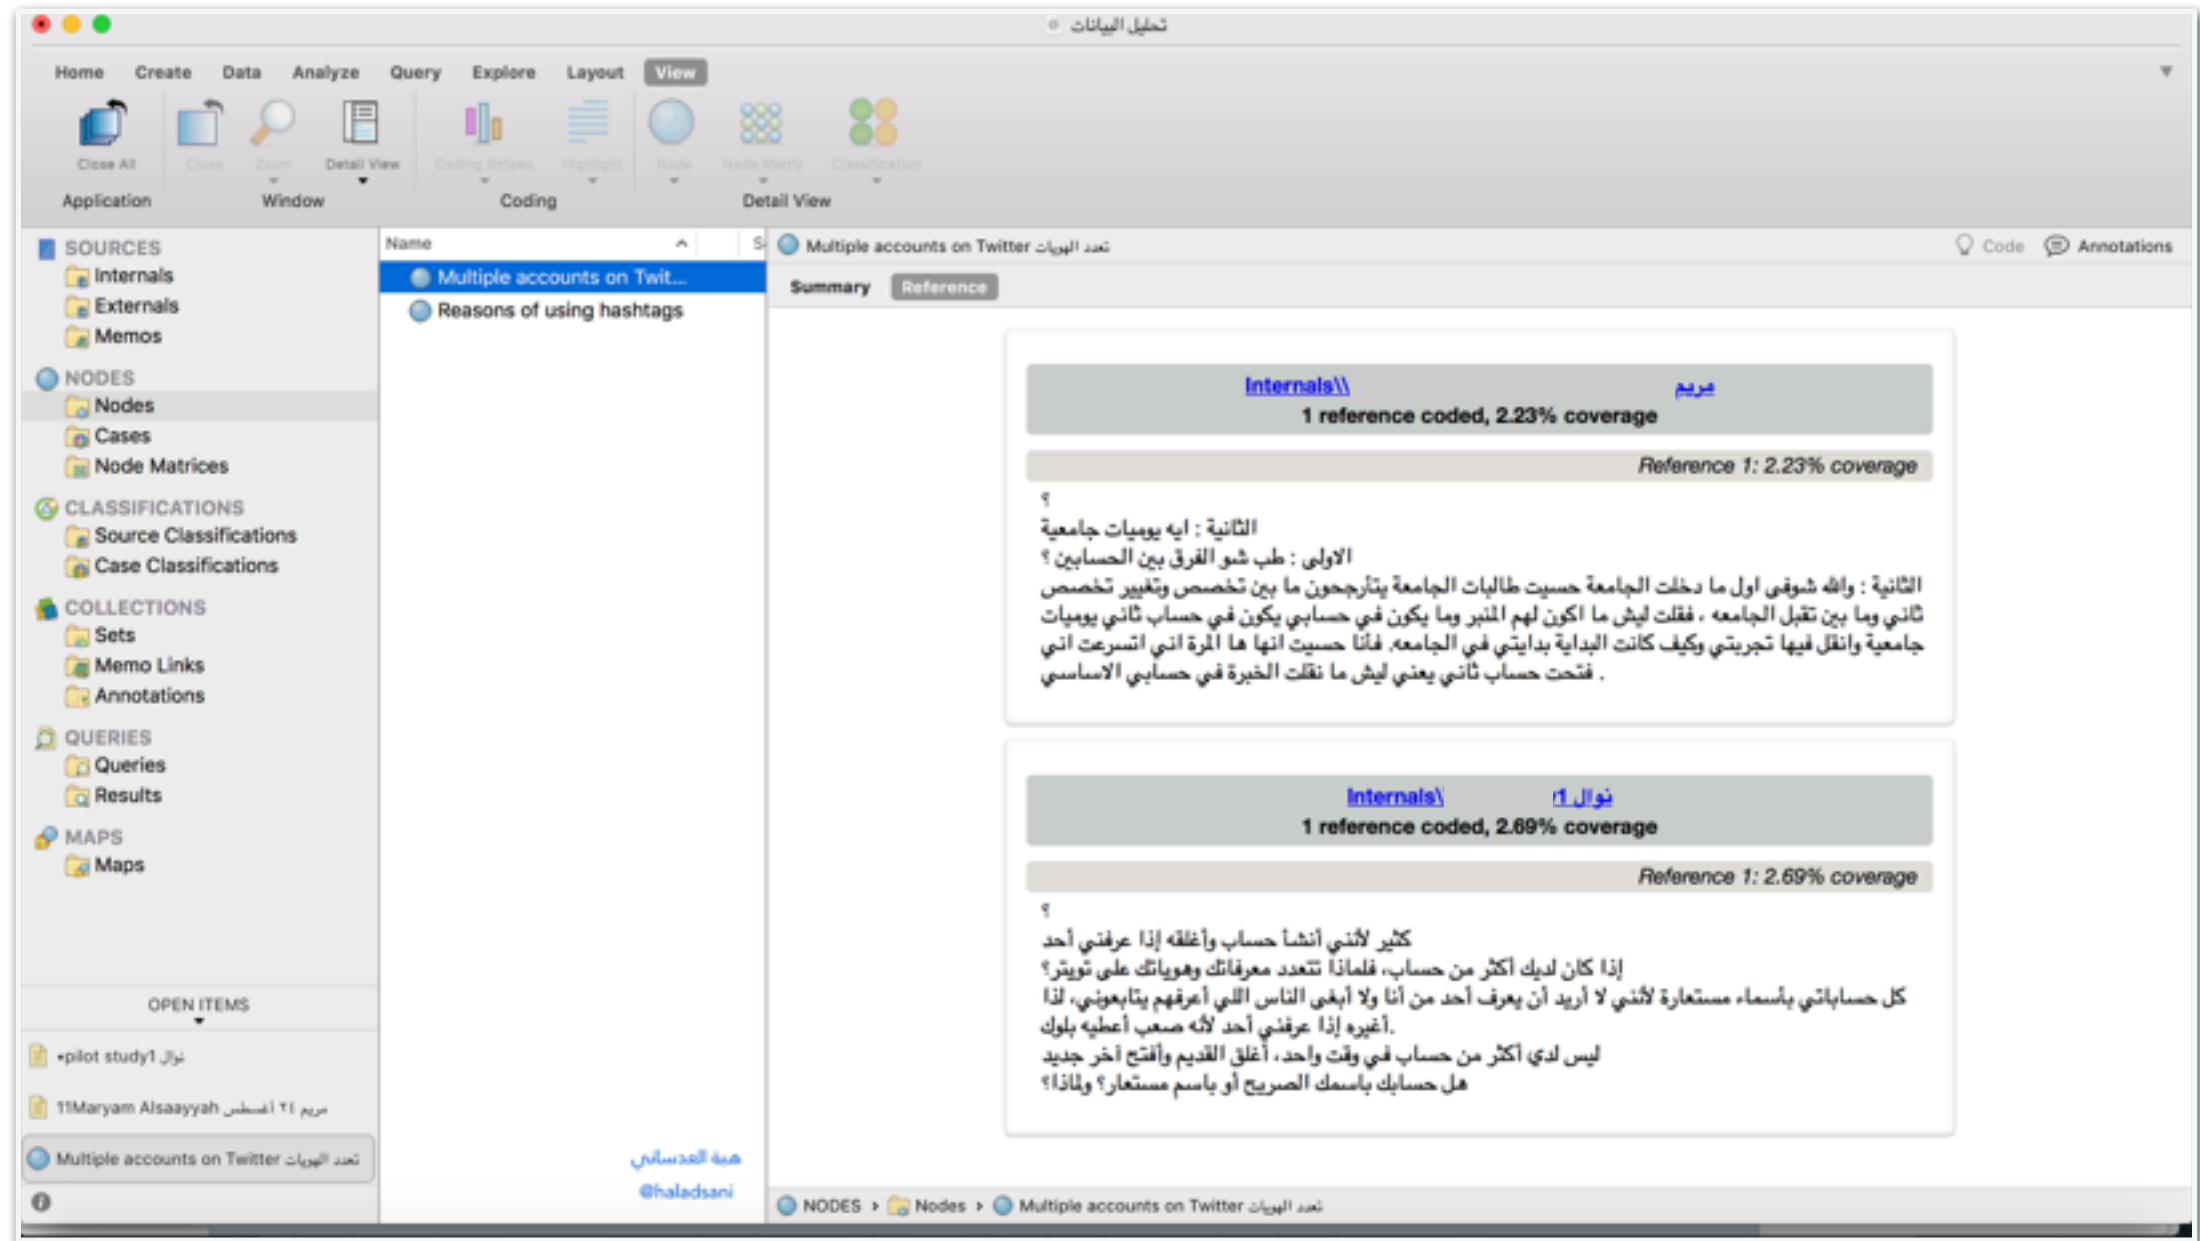 تحليل البيانات
Home Create Data Analyze Query Explore Layout View
Close All Close Zoom Detail View Coding Stripes Highlight Node Node Matrix Classification
Application Window Coding Detail View
SOURCES
Internals
Externals
Memos
NODES
Nodes
Cases
Node Matrices
CLASSIFICATIONS
Source Classifications
Case Classifications
COLLECTIONS
Sets
Memo Links
Annotations
QUERIES
Queries
Results
MAPS
Maps
OPEN ITEMS
نوال pilot study1
مريم ٢٤ أغسطس 11Maryam Alsaayyah
Multiple accounts on Twitter تعدد الهويات
Name
Multiple accounts on Twit...
Reasons of using hashtags
هبة العدساني
@haladsani
Multiple accounts on Twitter تعدد الهويات
Code Annotations
Summary Reference
Internals\\ مريم
1 reference coded, 2.23% coverage
Reference 1: 2.23% coverage
؟
الثانية : ايه يوميات جامعية
الاولى : طب شو الفرق بين الحسابين ؟
الثانية : والله شوفي اول ما دخلت الجامعة حسيت طالبات الجامعة يتأرجحون ما بين تخصص وتغيير تخصص
ثاني وما بين تقبل الجامعه ، فقلت ليش ما اكون لهم المنبر وما يكون في حسابي يكون في حساب ثاني يوميات
جامعية وانقل فيها تجربتي وكيف كانت البداية بدايتي في الجامعه. فأنا حسيت انها ها المرة اني اتسرعت اني
فتحت حساب ثاني يعني ليش ما نقلت الخبرة في حسابي الاساسي .
Internals\ نوال y1
1 reference coded, 2.69% coverage
Reference 1: 2.69% coverage
؟
كثير لأنني أنشأ حساب وأغلقه إذا عرفني أحد
إذا كان لديك أكثر من حساب، فلماذا تتعدد معرفاتك وهوياتك على تويتر؟
كل حساباتي بأسماء مستعارة لأنني لا أريد أن يعرف أحد من أنا ولا أبغى الناس اللي أعرفهم يتابعوني، لذا
أغيره إذا عرفني أحد لأنه صعب أعطيه بلوك.
ليس لدي أكثر من حساب في وقت واحد، أغلق القديم وأفتح آخر جديد
هل حسابك باسمك الصريح أو باسم مستعار؟ ولماذا؟
NODES › Nodes › Multiple accounts on Twitter تعدد الهويات